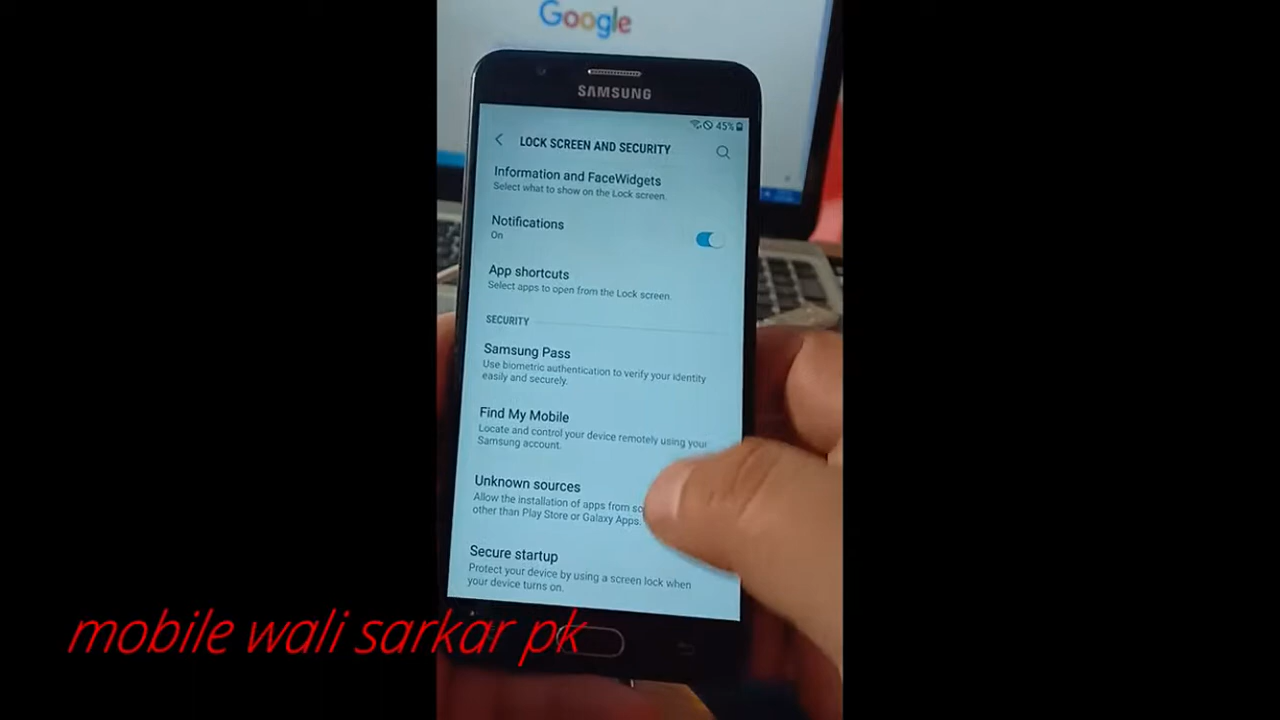 Google
SAMSUNG
45%
LOCK SCREEN AND SECURITY
Information and FaceWidgets
Select what to show on the Lock screen.
Notifications
On
App shortcuts
Select apps to open from the Lock screen.
SECURITY
Samsung Pass
Use biometric authentication to verify your identity
easily and securely.
Find My Mobile
Locate and control your device remotely using your
Samsung account.
Unknown sources
Allow the installation of apps from
other than Play Store or Galaxy Apps.
Secure startup
Protect your device by using a screen lock when
your device turns on.
mobile wali sarkar pk